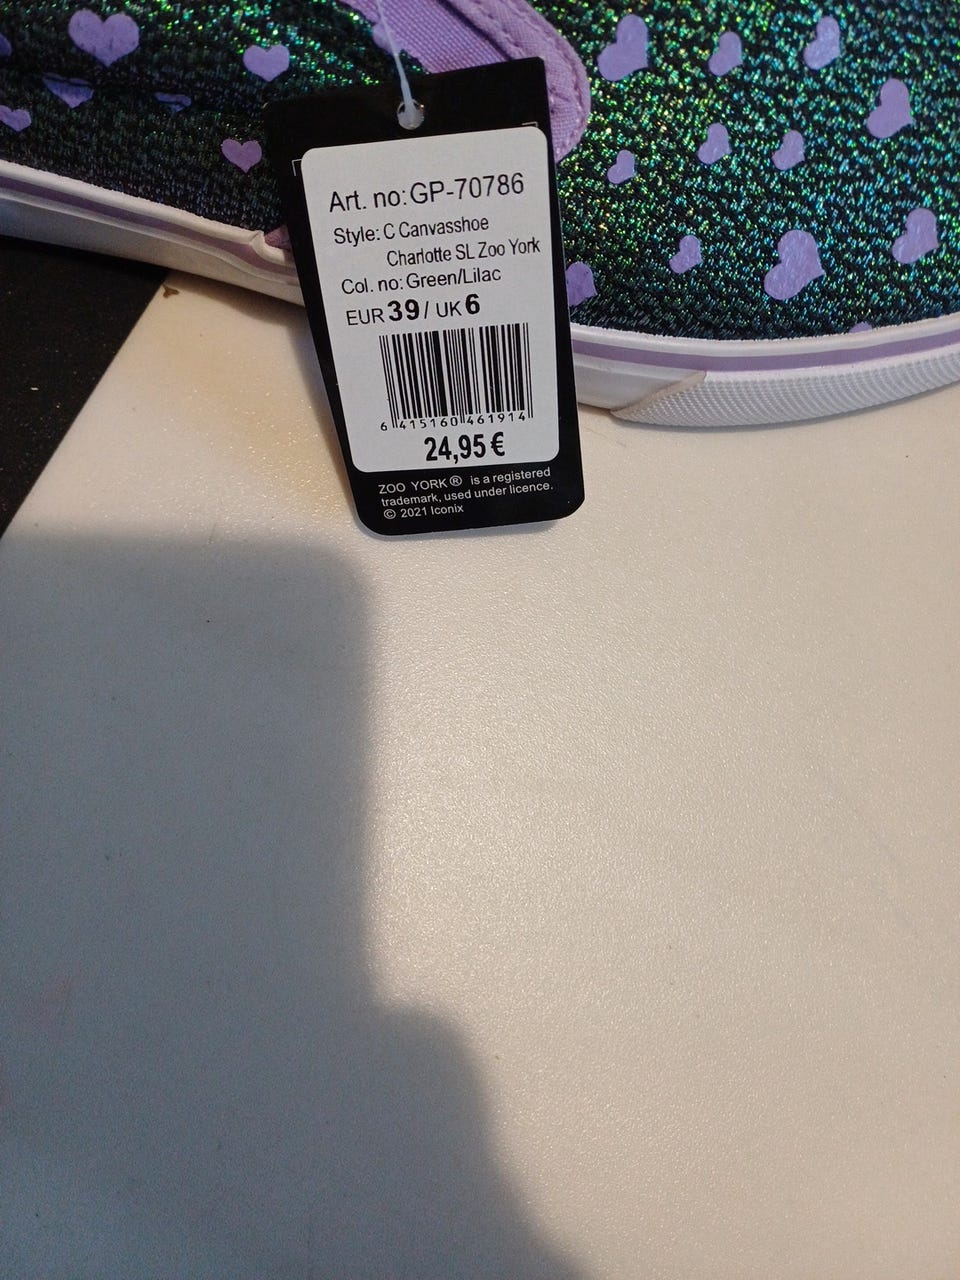 Art. no: GP-70786
Style: C Canvasshoe
Charlotte SL Zoo York
Col. no: Green/Lilac
EUR 39 / UK 6
6 415160 461914
24,95 €
ZOO YORK® is a registered
trademark, used under licence.
© 2021 Iconix